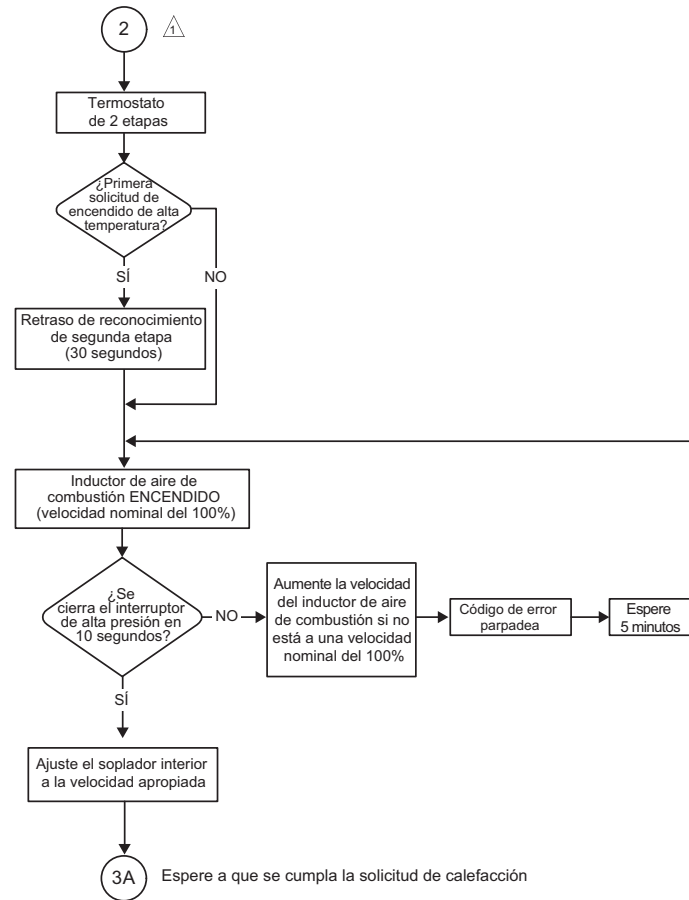 2
1
Termostato
de 2 etapas
¿Primera
solicitud de
encendido de alta
temperatura?
SÍ
NO
Retraso de reconocimiento
de segunda etapa
(30 segundos)
Inductor de aire de
combustión ENCENDIDO
(velocidad nominal del 100%)
¿Se
cierra el interruptor
de alta presión en
10 segundos?
NO
Aumente la velocidad
del inductor de aire
de combustión si no
está a una velocidad
nominal del 100%
Código de error
parpadea
Espere
5 minutos
SÍ
Ajuste el soplador interior
a la velocidad apropiada
3A
Espere a que se cumpla la solicitud de calefacción